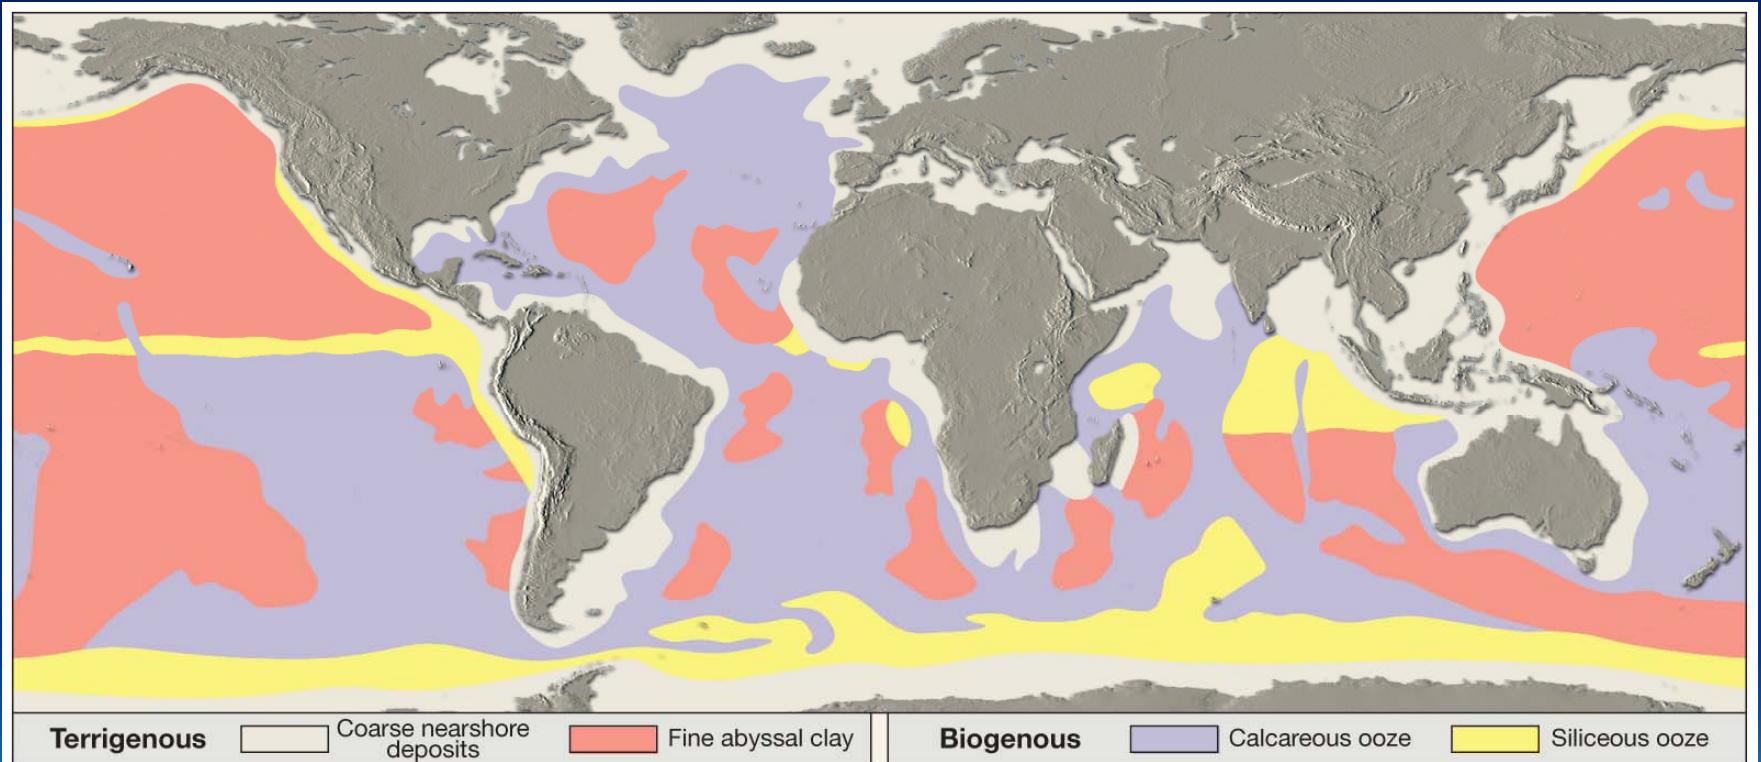 Terrigenous
Coarse nearshore
deposits
Fine abyssal clay
Biogenous
Calcareous ooze
Siliceous ooze